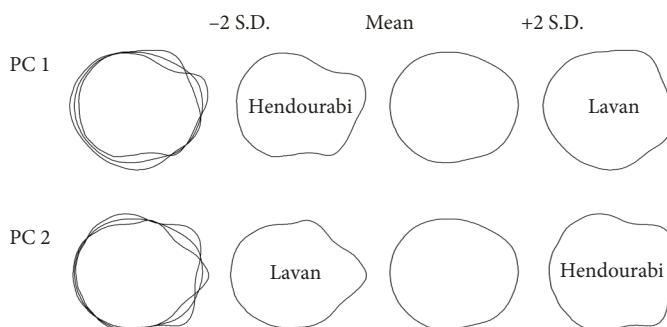 −2 S.D. Mean +2 S.D.
PC 1
Hendourabi Lavan
PC 2
Lavan Hendourabi